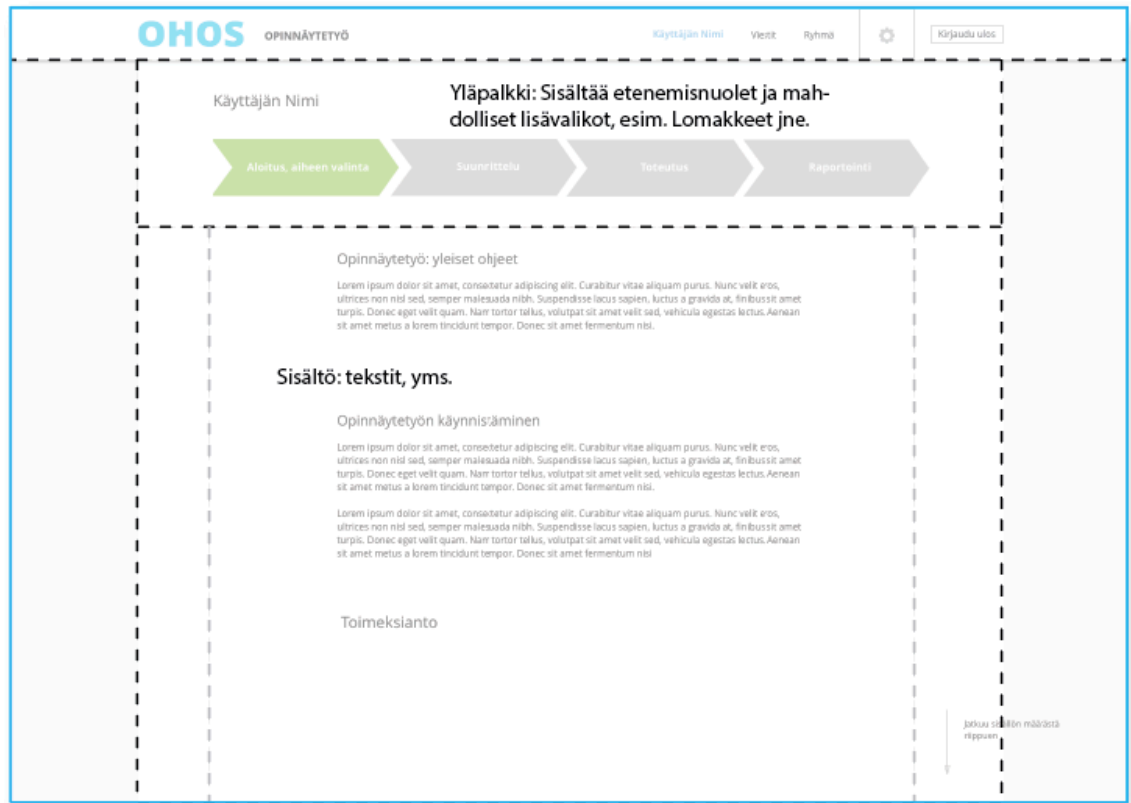 OHOS OPINNÄYTETYÖ Käyttäjän Nimi Viestit Ryhmä Kirjaudu ulos
Käyttäjän Nimi
Yläpalkki: Sisältää etenemisnuolet ja mah-
dolliset lisävalikot, esim. Lomakkeet jne.
Aloitus, aiheen valinta Suunnittelu Toteutus Raportointi
Opinnäytetyö: yleiset ohjeet
Lorem ipsum dolor sit amet, consectetur adipiscing elit. Curabitur vitae aliquam purus. Nunc velit eros,
ultrices non nisl sed, semper malesuada nibh. Suspendisse lacus sapien, luctus a gravida at, finibus sit amet
turpis. Donec eget velit quam. Nam tortor tellus, volutpat sit amet velit sed, vehicula egestas lectus. Aenean
sit amet metus a lorem tincidunt tempor. Donec sit amet fermentum nisi.
Sisältö: tekstit, yms.
Opinnäytetyön käynnistäminen
Lorem ipsum dolor sit amet, consectetur adipiscing elit. Curabitur vitae aliquam purus. Nunc velit eros,
ultrices non nisl sed, semper malesuada nibh. Suspendisse lacus sapien, luctus a gravida at, finibus sit amet
turpis. Donec eget velit quam. Nam tortor tellus, volutpat sit amet velit sed, vehicula egestas lectus. Aenean
sit amet metus a lorem tincidunt tempor. Donec sit amet fermentum nisi.
Lorem ipsum dolor sit amet, consectetur adipiscing elit. Curabitur vitae aliquam purus. Nunc velit eros,
ultrices non nisl sed, semper malesuada nibh. Suspendisse lacus sapien, luctus a gravida at, finibus sit amet
turpis. Donec eget velit quam. Nam tortor tellus, volutpat sit amet velit sed, vehicula egestas lectus. Aenean
sit amet metus a lorem tincidunt tempor. Donec sit amet fermentum nisi
Toimeksianto
Jatkuu sisällön määrästä
riippuen